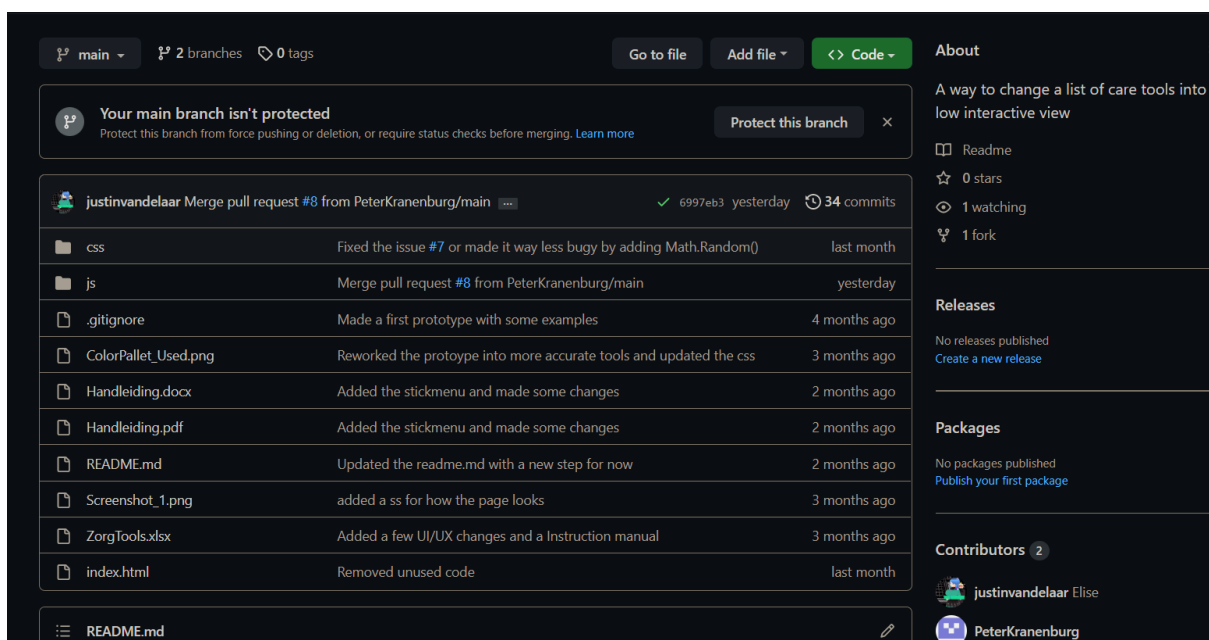 main 2 branches 0 tags Go to file Add file <> Code
Your main branch isn't protected
Protect this branch from force pushing or deletion, or require status checks before merging. Learn more
Protect this branch ×
justinvandelaar Merge pull request #8 from PeterKranenburg/main ... 6997eb3 yesterday 34 commits
css Fixed the issue #7 or made it way less bugy by adding Math.Random() last month
js Merge pull request #8 from PeterKranenburg/main yesterday
.gitignore Made a first prototype with some examples 4 months ago
ColorPallet_Used.png Reworked the protoype into more accurate tools and updated the css 3 months ago
Handleiding.docx Added the stickmenu and made some changes 2 months ago
Handleiding.pdf Added the stickmenu and made some changes 2 months ago
README.md Updated the readme.md with a new step for now 2 months ago
Screenshot_1.png added a ss for how the page looks 3 months ago
ZorgTools.xlsx Added a few UI/UX changes and a Instruction manual 3 months ago
index.html Removed unused code last month
README.md
About
A way to change a list of care tools into
low interactive view
Readme
0 stars
1 watching
1 fork
Releases
No releases published
Create a new release
Packages
No packages published
Publish your first package
Contributors 2
justinvandelaar Elise
PeterKranenburg